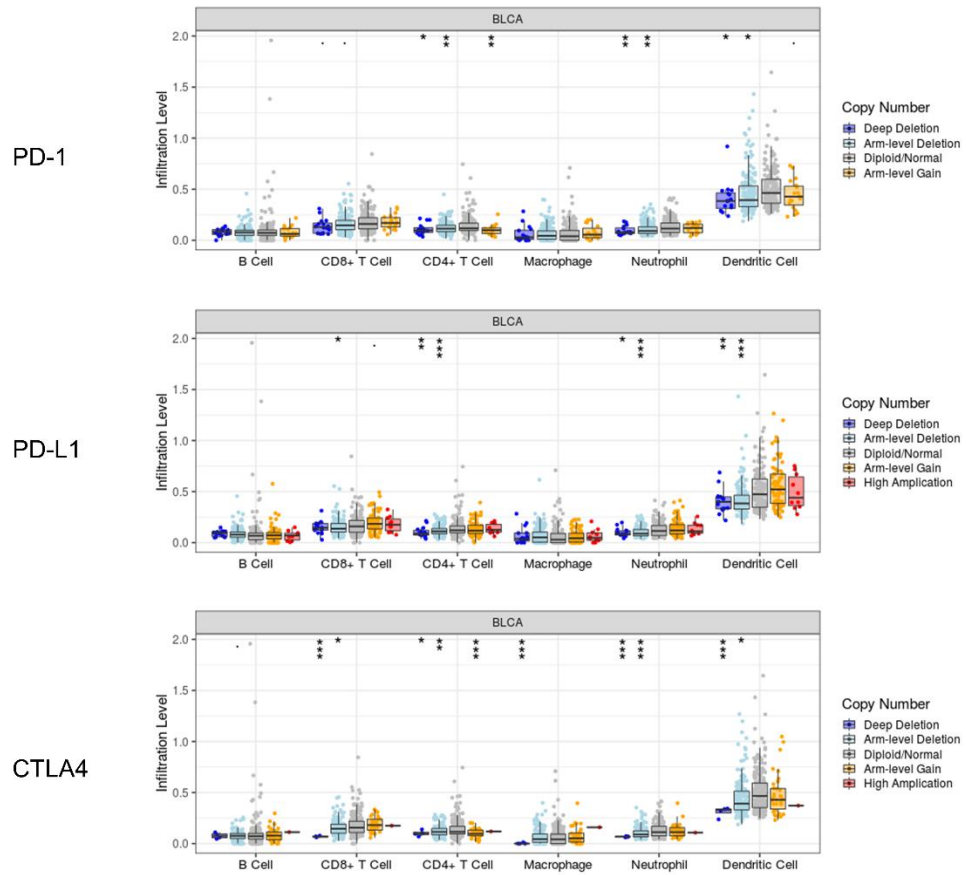 PD-1
BLCA
. . * ** ** ** ** * * .
Infiltration Level
2.0
1.5
1.0
0.5
0.0
B Cell CD8+ T Cell CD4+ T Cell Macrophage Neutrophil Dendritic Cell
Copy Number
Deep Deletion
Arm-level Deletion
Diploid/Normal
Arm-level Gain
PD-L1
BLCA
* . ** *** * *** ** ***
Infiltration Level
2.0
1.5
1.0
0.5
0.0
B Cell CD8+ T Cell CD4+ T Cell Macrophage Neutrophil Dendritic Cell
Copy Number
Deep Deletion
Arm-level Deletion
Diploid/Normal
Arm-level Gain
High Amplication
CTLA4
BLCA
. *** * * ** *** *** *** *** *** *
Infiltration Level
2.0
1.5
1.0
0.5
0.0
B Cell CD8+ T Cell CD4+ T Cell Macrophage Neutrophil Dendritic Cell
Copy Number
Deep Deletion
Arm-level Deletion
Diploid/Normal
Arm-level Gain
High Amplication